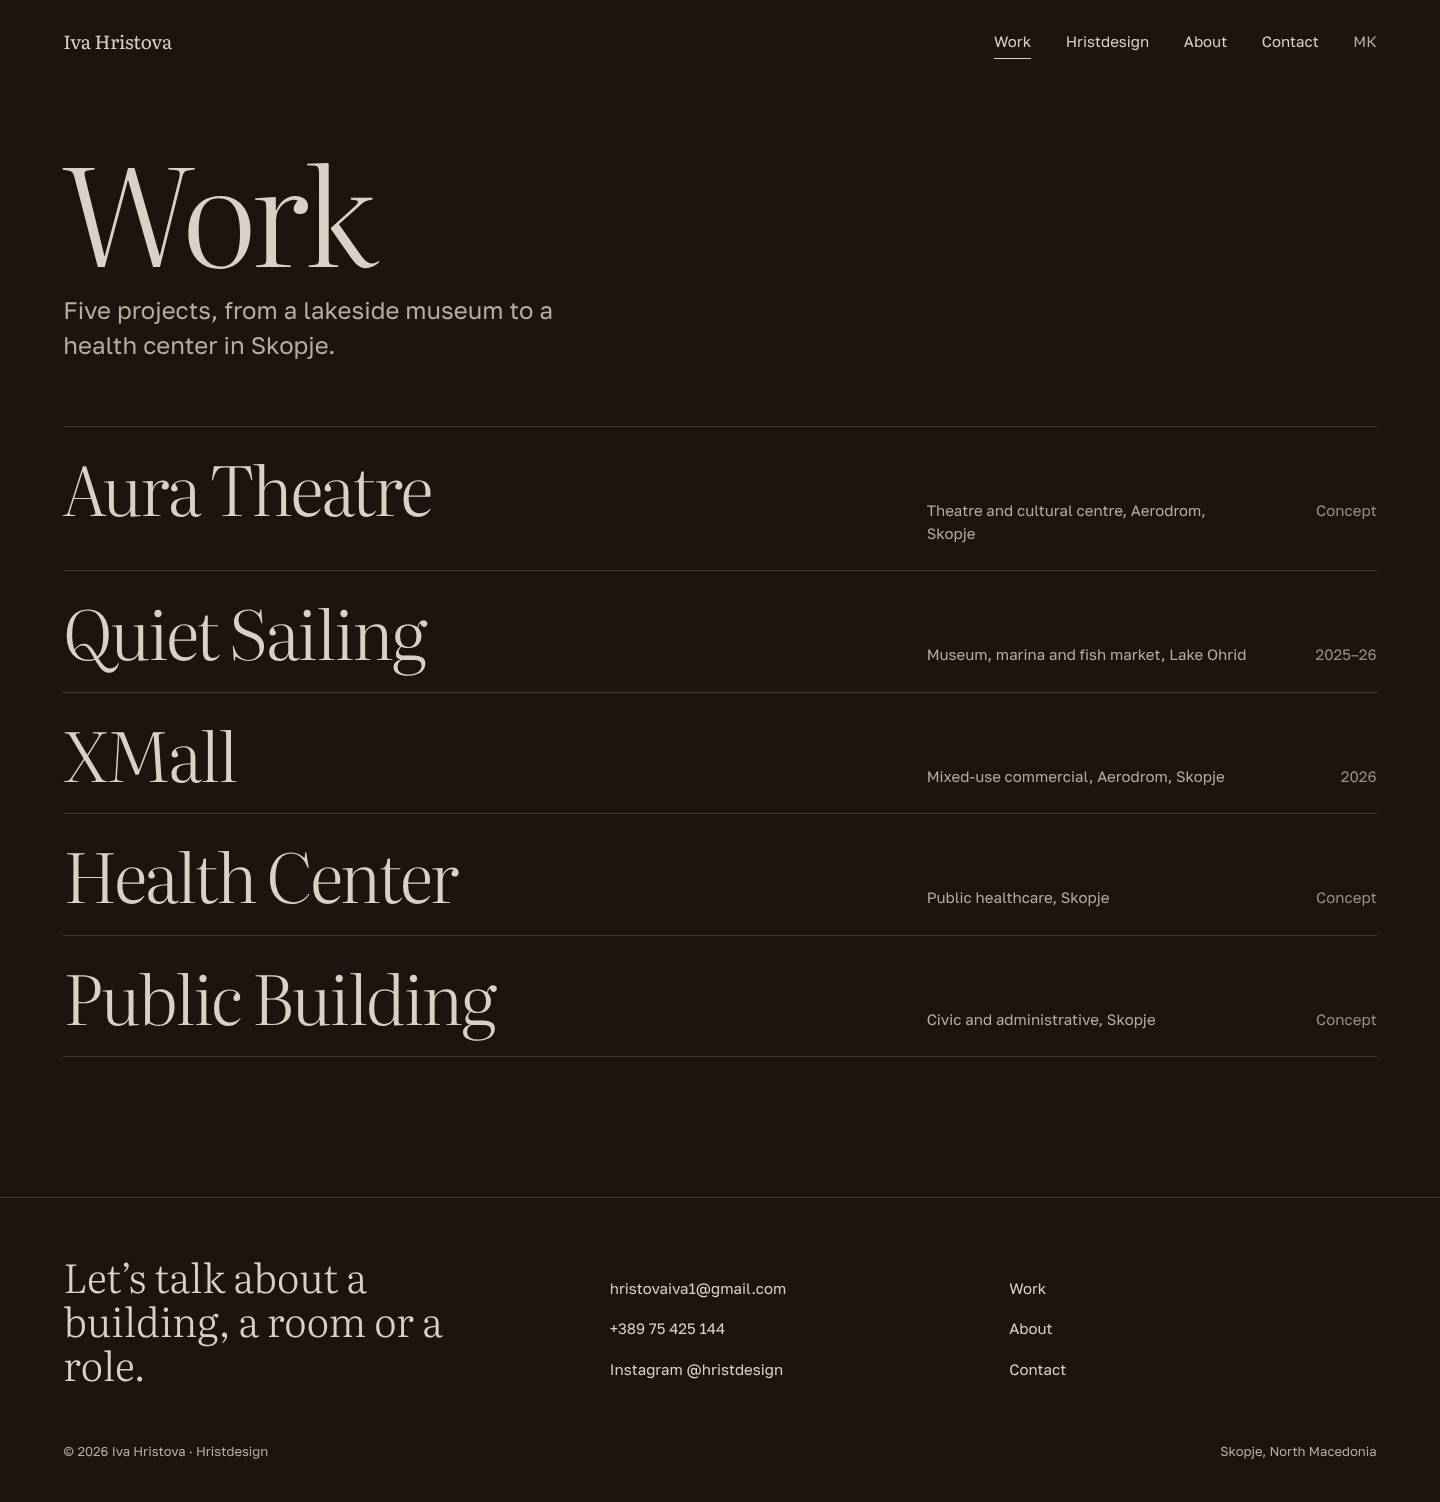 Iva Hristova
Work Hristdesign About Contact MK
Work
Five projects, from a lakeside museum to a
health center in Skopje.
Aura Theatre
Theatre and cultural centre, Aerodrom,
Skopje
Concept
Quiet Sailing
Museum, marina and fish market, Lake Ohrid
2025–26
XMall
Mixed-use commercial, Aerodrom, Skopje
2026
Health Center
Public healthcare, Skopje
Concept
Public Building
Civic and administrative, Skopje
Concept
Let’s talk about a
building, a room or a
role.
hristovaiva1@gmail.com
+389 75 425 144
Instagram @hristdesign
Work
About
Contact
© 2026 Iva Hristova · Hristdesign
Skopje, North Macedonia